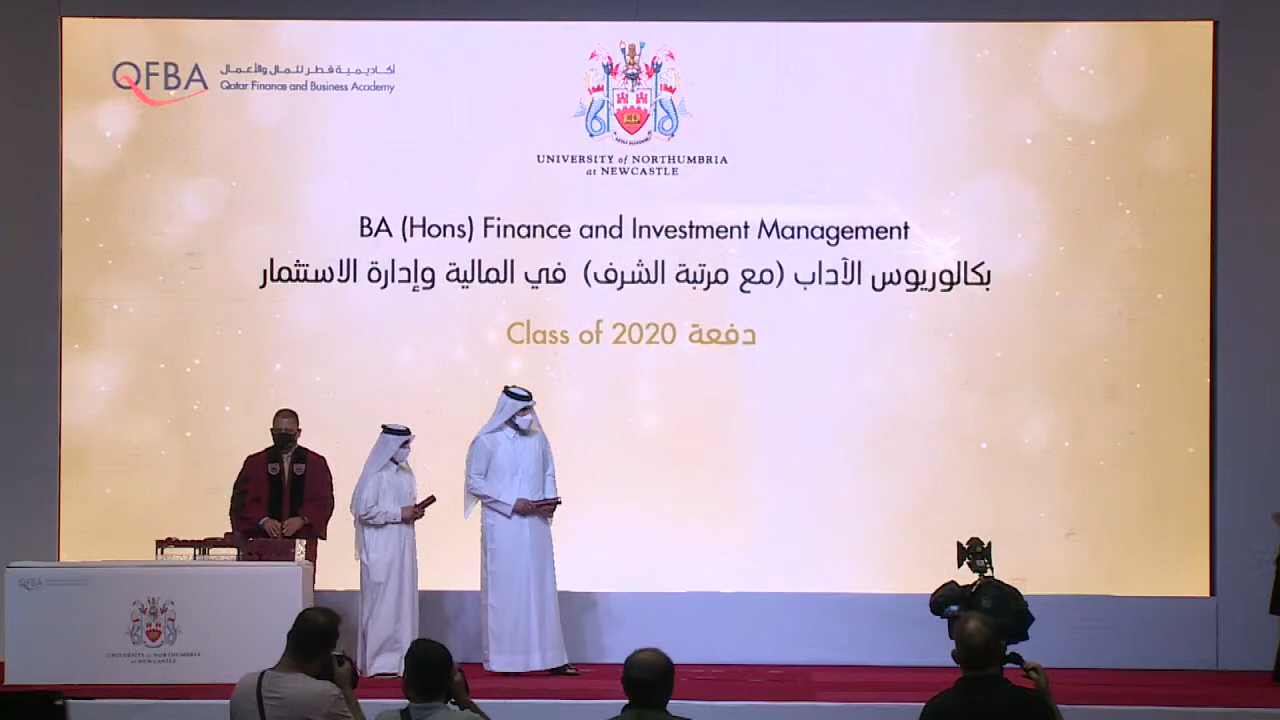 QFBA
أكاديمية قطر للمال والأعمال
Qatar Finance and Business Academy
UNIVERSITY of NORTHUMBRIA
at NEWCASTLE
BA (Hons) Finance and Investment Management
بكالوريوس الآداب (مع مرتبة الشرف) في المالية وإدارة الاستثمار
Class of 2020 دفعة
QFBA
UNIVERSITY of NORTHUMBRIA
at NEWCASTLE